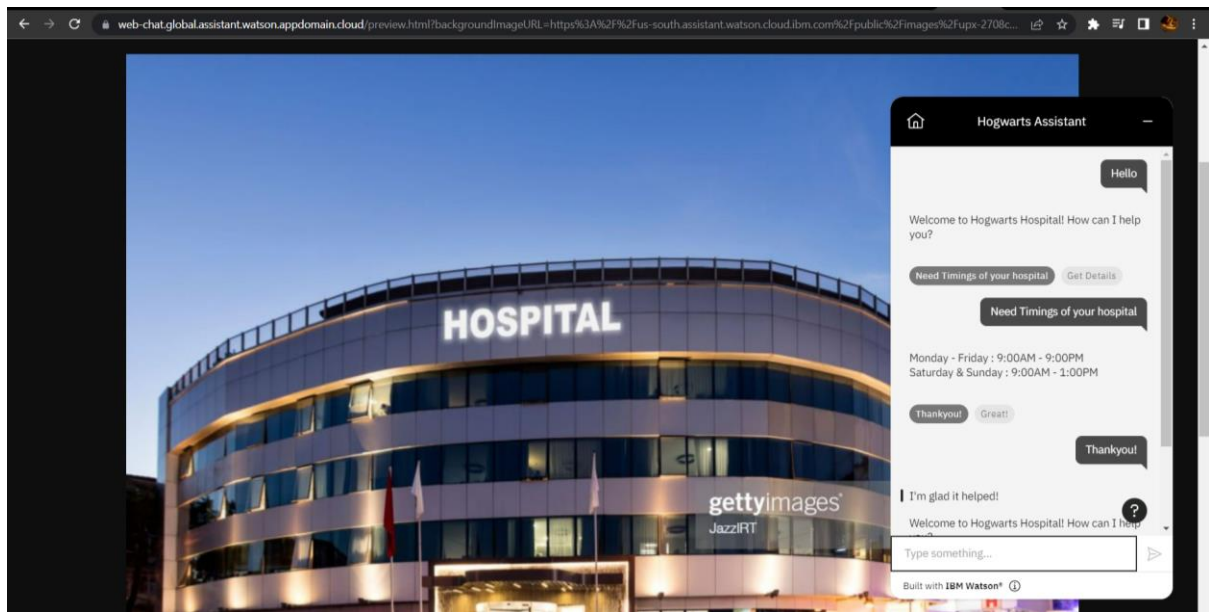 web-chat.global.assistant.watson.appdomain.cloud/preview.html?backgroundImageURL=https%3A%2F%2Fus-south.assistant.watson.cloud.ibm.com%2Fpublic%2Fimages%2Fupx-2708c...
HOSPITAL
gettyimages®
JazzIRT
Hogwarts Assistant
Hello
Welcome to Hogwarts Hospital! How can I help
you?
Need Timings of your hospital Get Details
Need Timings of your hospital
Monday - Friday : 9:00AM - 9:00PM
Saturday & Sunday : 9:00AM - 1:00PM
Thankyou! Great!
Thankyou!
I'm glad it helped!
?
Welcome to Hogwarts Hospital! How can I help
Type something...
Built with IBM Watson®